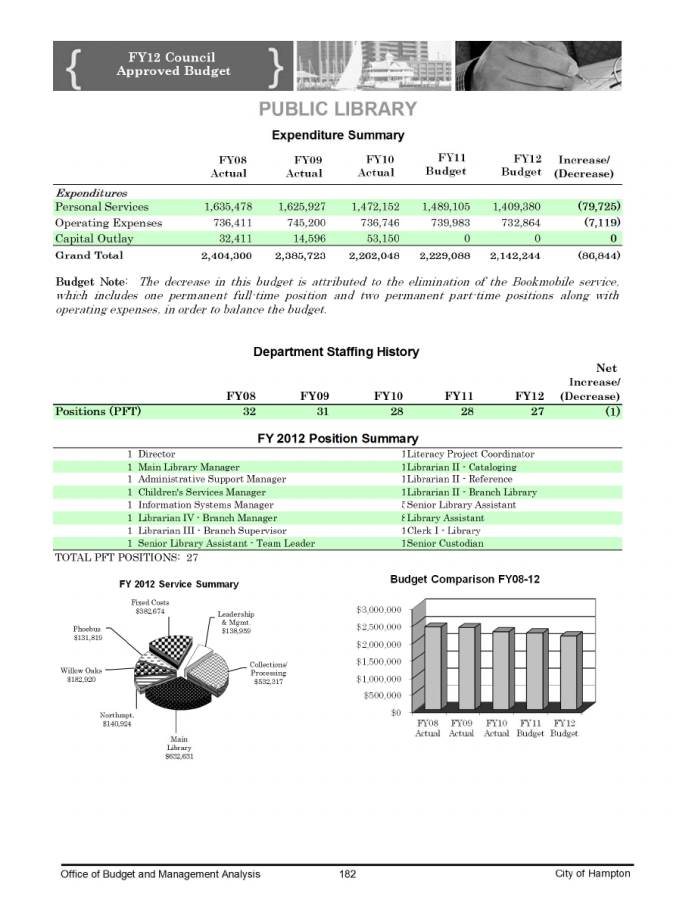 FY12 Council
Approved Budget
PUBLIC LIBRARY
Expenditure Summary
FY08 Actual FY09 Actual FY10 Actual FY11 Budget FY12 Budget Increase/ (Decrease)
Expenditures
Personal Services 1,635,478 1,625,927 1,472,152 1,489,105 1,409,380 (79,725)
Operating Expenses 736,411 745,200 736,746 739,983 732,864 (7,119)
Capital Outlay 32,411 14,596 53,150 0 0 0
Grand Total 2,404,300 2,385,723 2,262,048 2,229,088 2,142,244 (86,844)
Budget Note: The decrease in this budget is attributed to the elimination of the Bookmobile service,
which includes one permanent full-time position and two permanent part-time positions along with
operating expenses, in order to balance the budget.
Department Staffing History
FY08 FY09 FY10 FY11 FY12 Net Increase/ (Decrease)
Positions (PFT) 32 31 28 28 27 (1)
FY 2012 Position Summary
1 Director 1 Literacy Project Coordinator
1 Main Library Manager 1 Librarian II - Cataloging
1 Administrative Support Manager 1 Librarian II - Reference
1 Children's Services Manager 1 Librarian II - Branch Library
1 Information Systems Manager Senior Library Assistant
1 Librarian IV - Branch Manager Library Assistant
1 Librarian III - Branch Supervisor 1 Clerk I - Library
1 Senior Library Assistant - Team Leader 1 Senior Custodian
TOTAL PFT POSITIONS: 27
FY 2012 Service Summary
Fixed Costs
$382,674
Leadership
& Mgmt.
$138,959
Phoebus
$131,819
Collections/
Processing
$532,317
Willow Oaks
$182,920
Northmpt.
$140,924
Main
Library
$632,631
Budget Comparison FY08-12
$3,000,000
$2,500,000
$2,000,000
$1,500,000
$1,000,000
$500,000
$0
FY08 FY09 FY10 FY11 FY12
Actual Actual Actual Budget Budget
Office of Budget and Management Analysis 182 City of Hampton